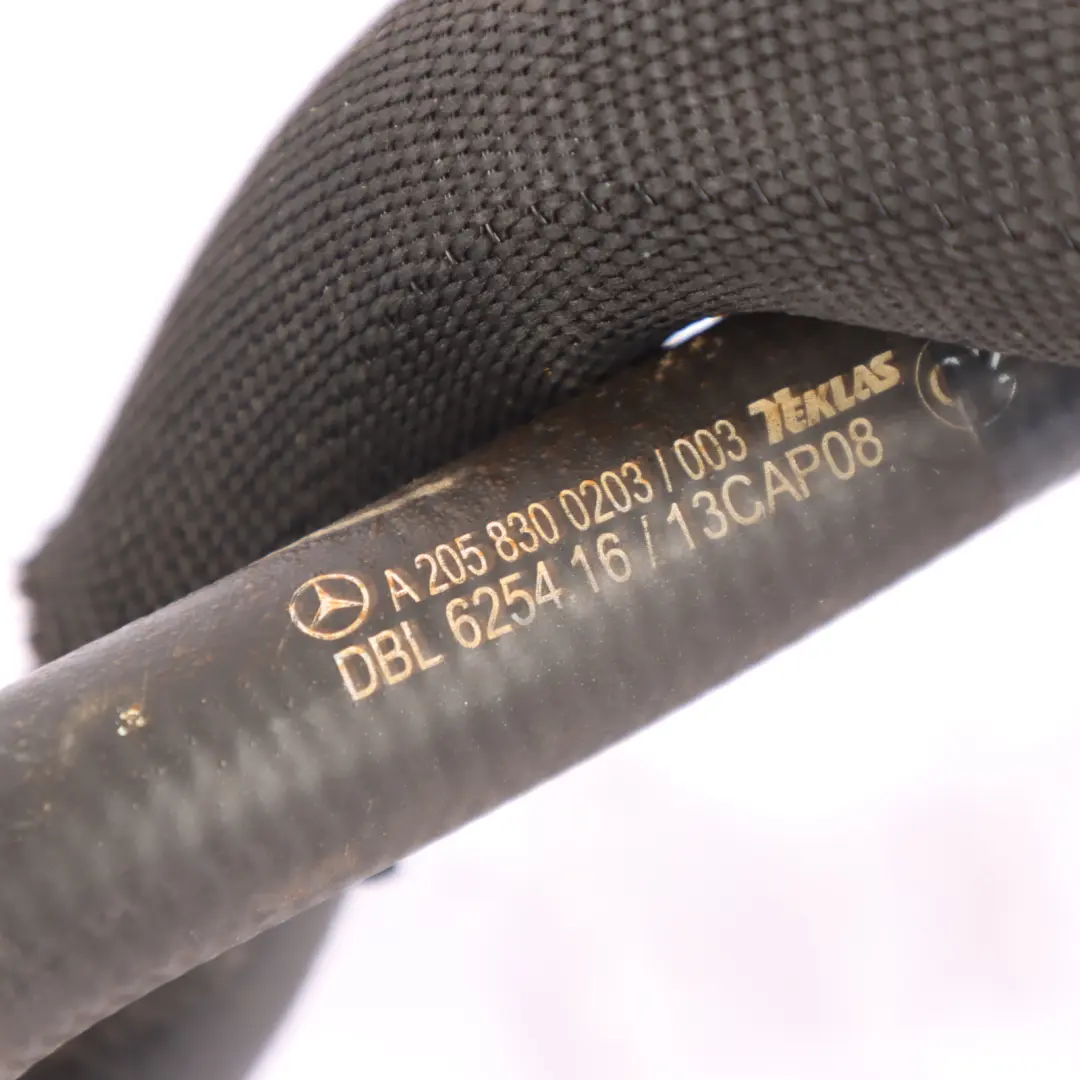 A 205 830 0203 / 003 TEKLAS
DBL 6254 16 / 13CAP08